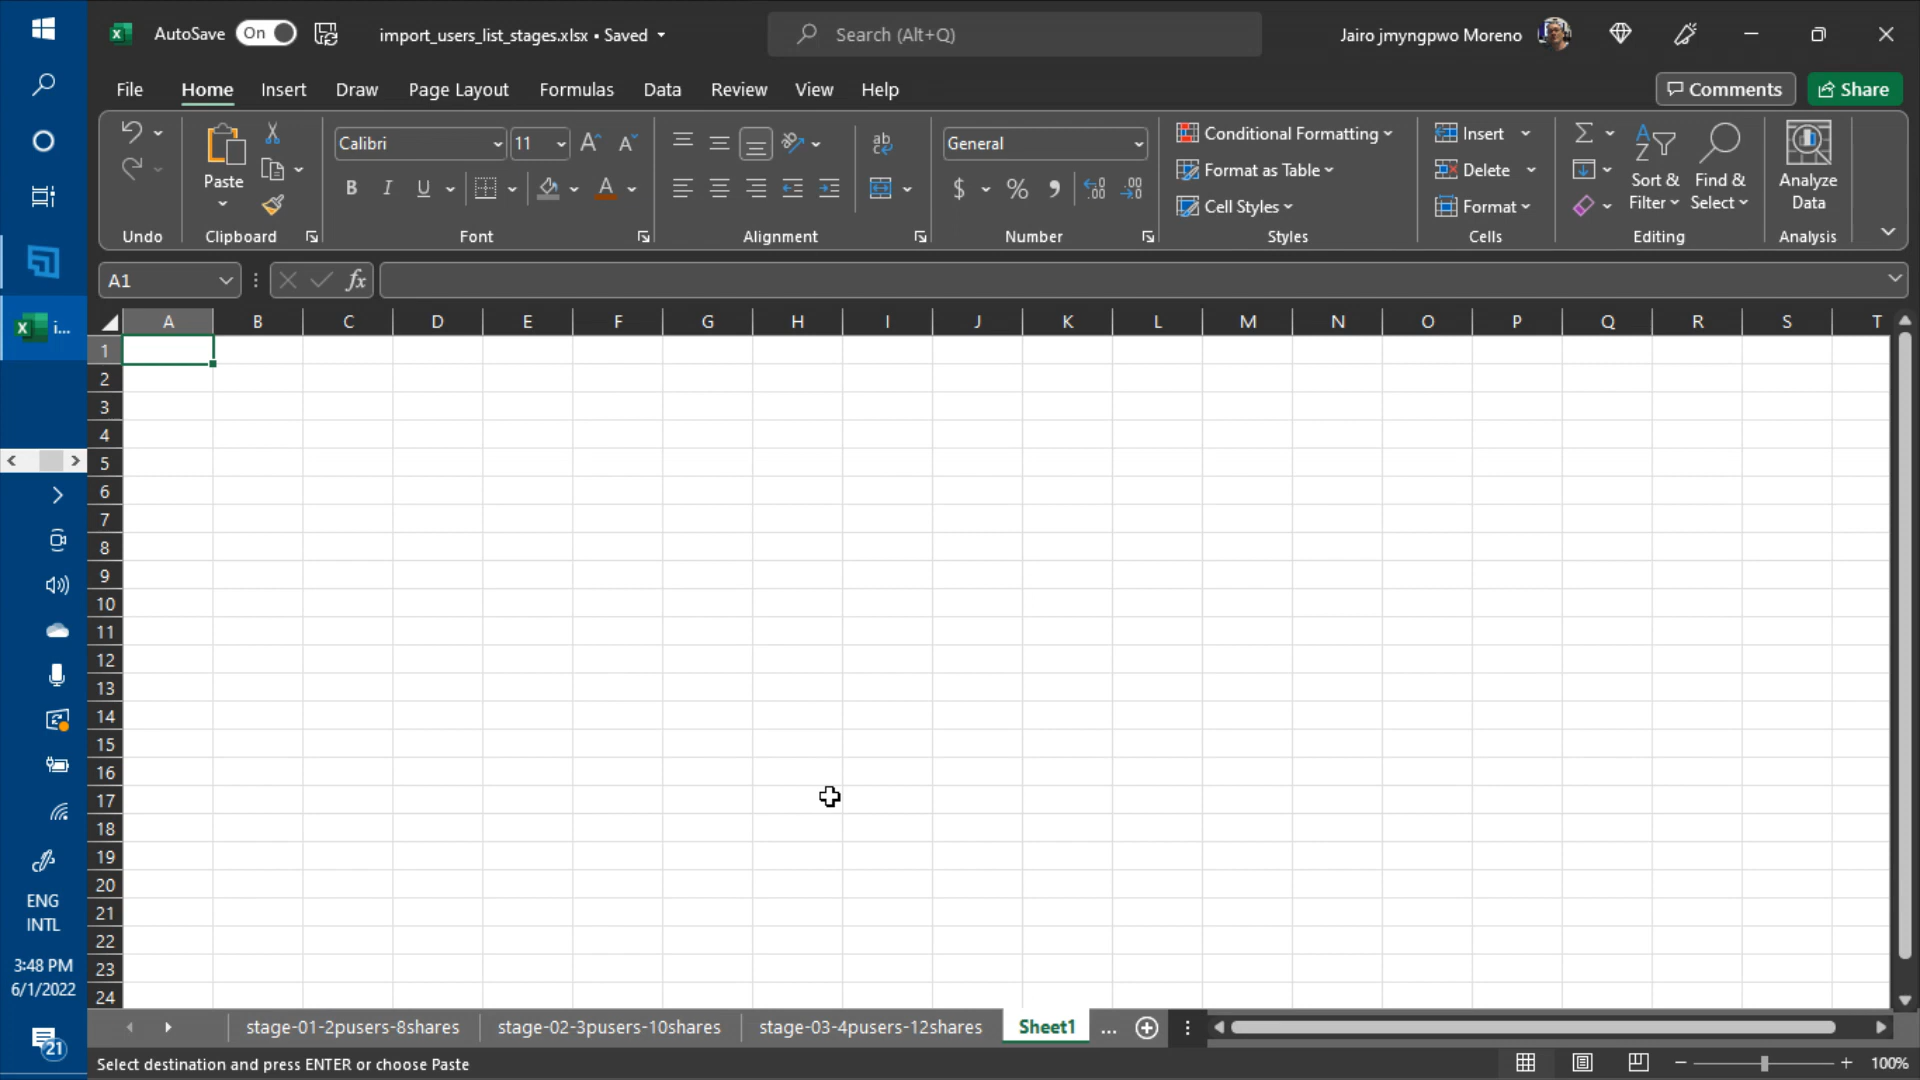 AutoSave On import_users_list_stages.xlsx • Saved Search (Alt+Q) Jairo jmyngpwo Moreno
File Home Insert Draw Page Layout Formulas Data Review View Help Comments Share
Calibri 11 General Conditional Formatting Insert
Paste Format as Table Delete Sort & Filter Find & Select Analyze Data
Cell Styles Format
Undo Clipboard Font Alignment Number Styles Cells Editing Analysis
A1 fx
A B C D E F G H I J K L M N O P Q R S T
i...
1
2
3
4
5
6
7
8
9
10
11
12
13
14
15
16
17
18
19
20
21
22
23
24
ENG
INTL
3:48 PM
6/1/2022
21
stage-01-2pusers-8shares stage-02-3pusers-10shares stage-03-4pusers-12shares Sheet1 ...
Select destination and press ENTER or choose Paste 100%